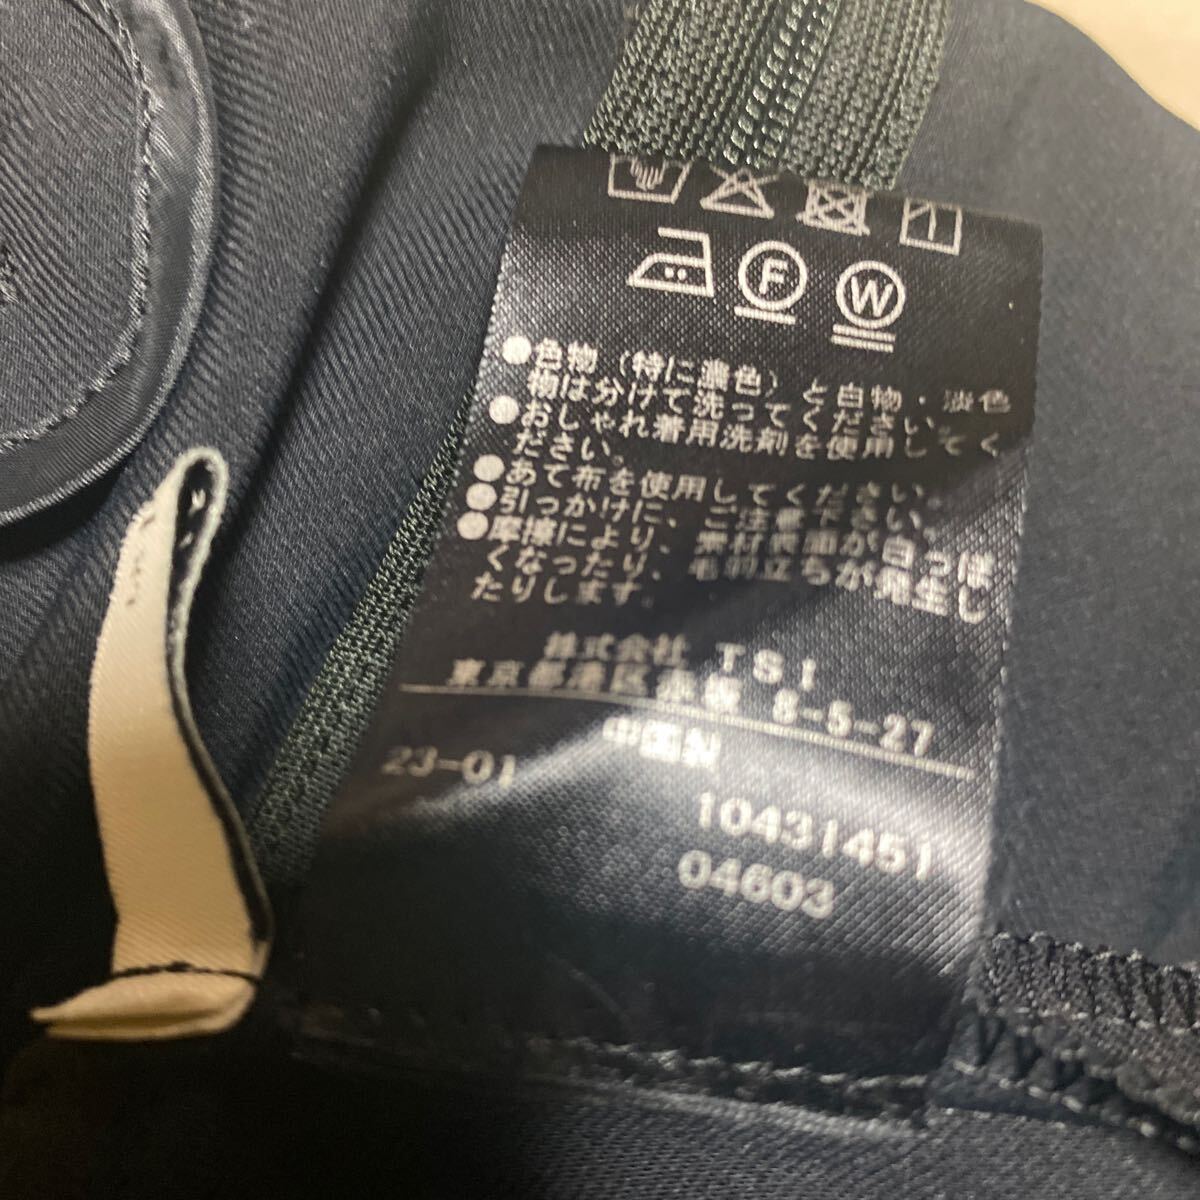 F W
●色物(特に濃色)と白物・淡色
物は分けて洗ってください。
●おしゃれ着用洗剤を使用してく
ださい。
●あて布を使用してください。
●引っかけに、ご注意下さい。
●摩擦により、素材表面が白っぽ
くなったり、毛羽立ちが発生し
たりします。
株式会社 TSI
東京都港区赤坂 8-5-27
中国製
23-01
10431451
04603